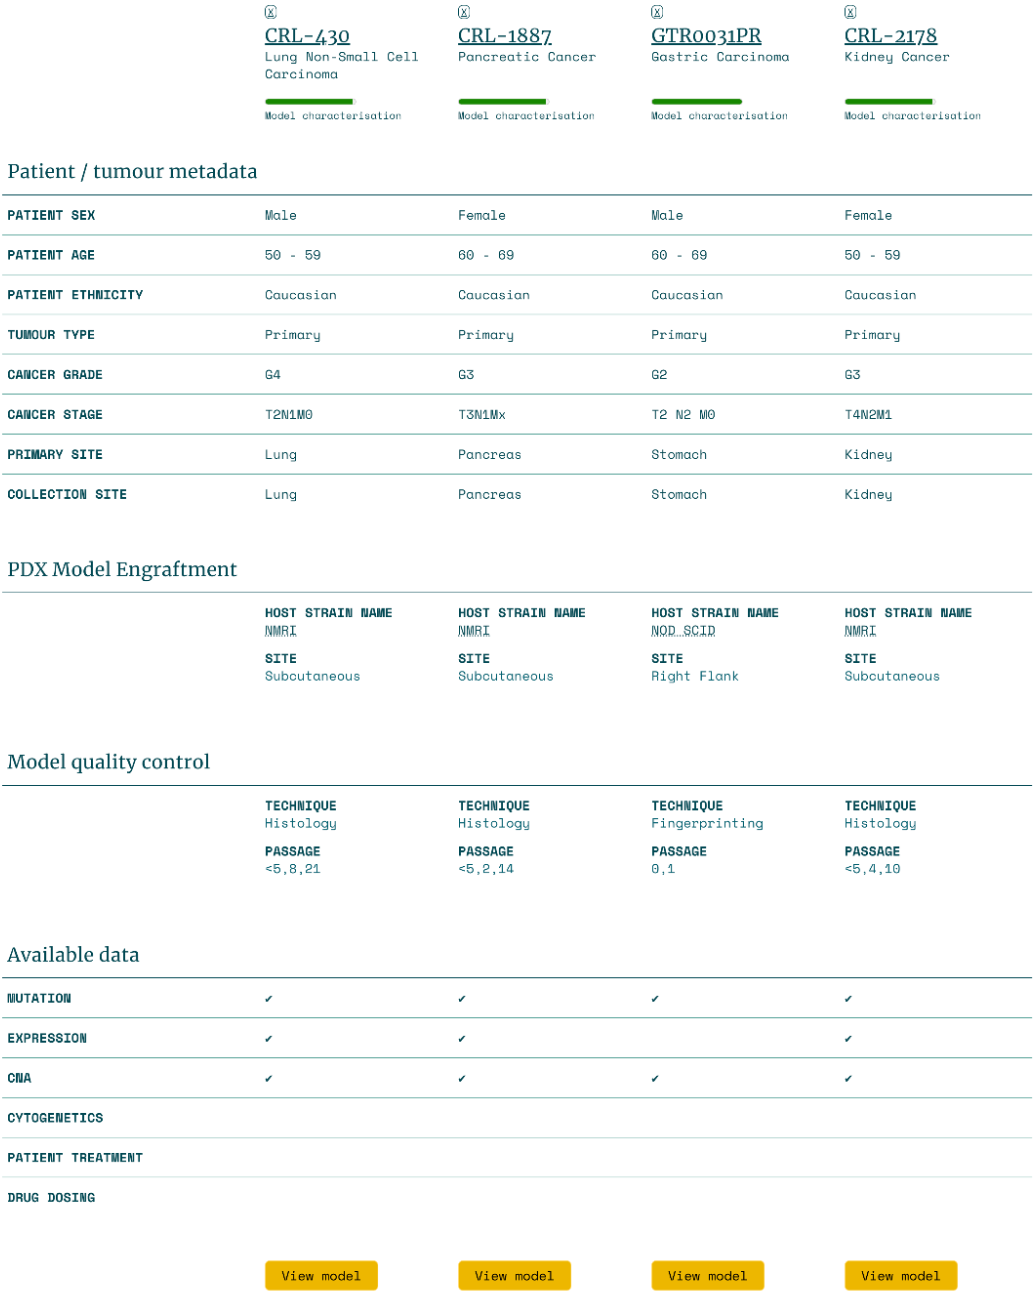 X X X X
CRL-430 CRL-1887 GTR0031PR CRL-2178
Lung Non-Small Cell Pancreatic Cancer Gastric Carcinoma Kidney Cancer
Carcinoma
Model characterisation Model characterisation Model characterisation Model characterisation
Patient / tumour metadata
PATIENT SEX Male Female Male Female
PATIENT AGE 50 - 59 60 - 69 60 - 69 50 - 59
PATIENT ETHNICITY Caucasian Caucasian Caucasian Caucasian
TUMOUR TYPE Primary Primary Primary Primary
CANCER GRADE G4 G3 G2 G3
CANCER STAGE T2N1M0 T3N1Mx T2 N2 M0 T4N2M1
PRIMARY SITE Lung Pancreas Stomach Kidney
COLLECTION SITE Lung Pancreas Stomach Kidney
PDX Model Engraftment
HOST STRAIN NAME HOST STRAIN NAME HOST STRAIN NAME HOST STRAIN NAME
NMRI NMRI NOD SCID NMRI
SITE SITE SITE SITE
Subcutaneous Subcutaneous Right Flank Subcutaneous
Model quality control
TECHNIQUE TECHNIQUE TECHNIQUE TECHNIQUE
Histology Histology Fingerprinting Histology
PASSAGE PASSAGE PASSAGE PASSAGE
<5,8,21 <5,2,14 0,1 <5,4,10
Available data
MUTATION ✔ ✔ ✔ ✔
EXPRESSION ✔ ✔ ✔
CNA ✔ ✔ ✔ ✔
CYTOGENETICS
PATIENT TREATMENT
DRUG DOSING
View model View model View model View model